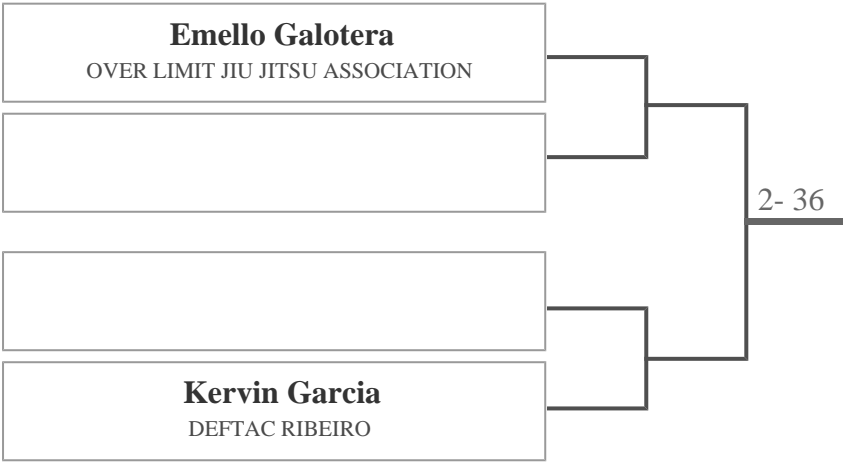 Emello Galotera
OVER LIMIT JIU JITSU ASSOCIATION
2- 36
Kervin Garcia
DEFTAC RIBEIRO